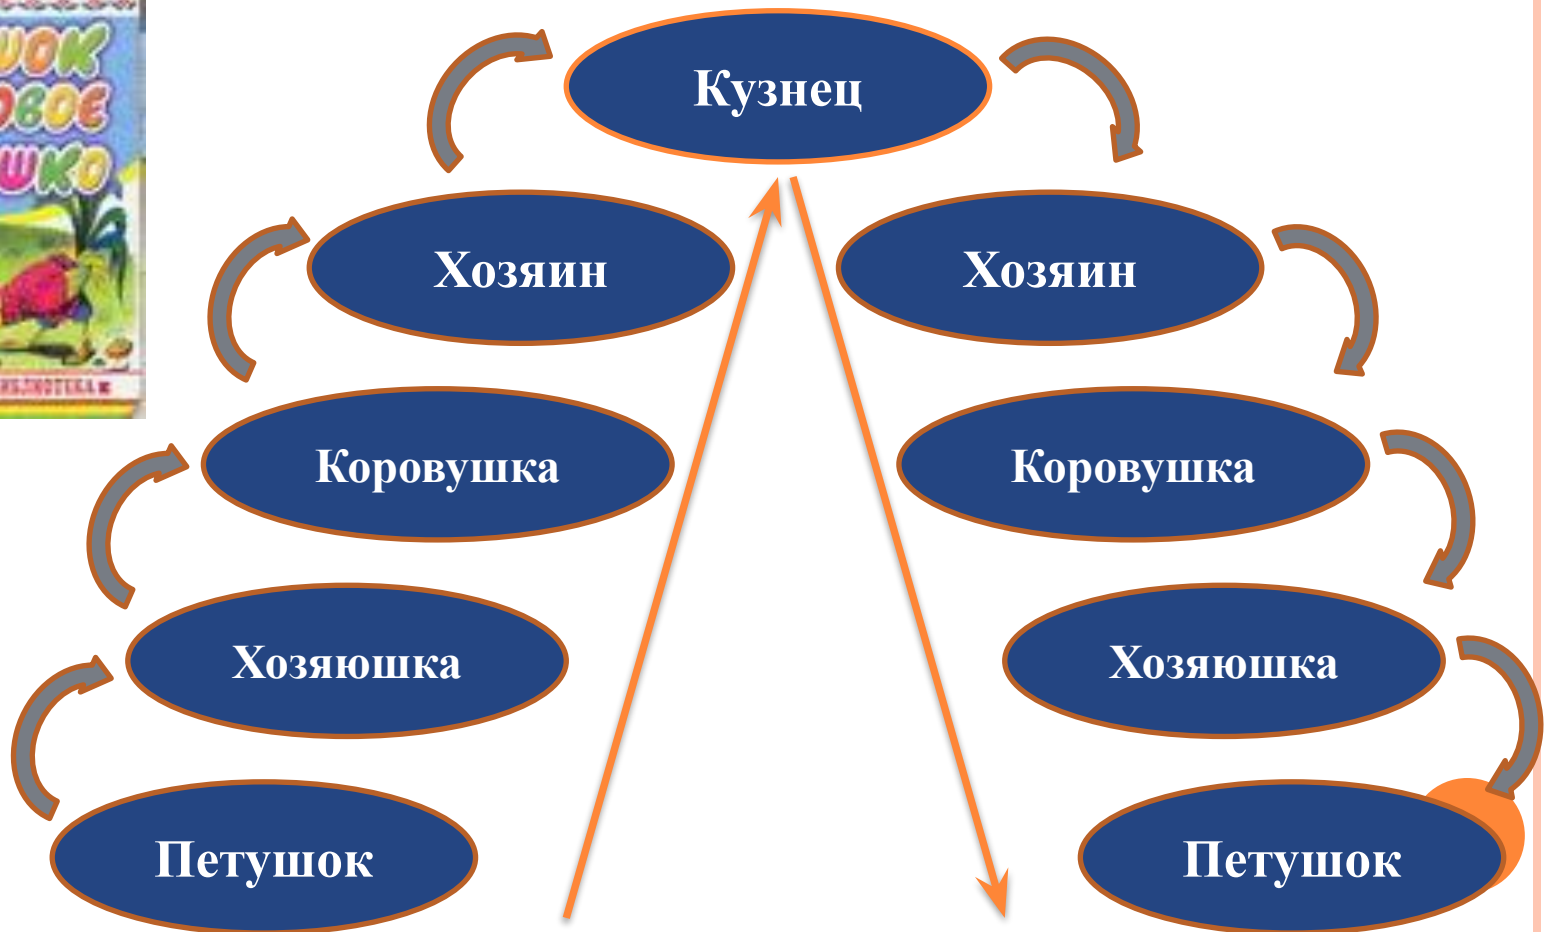 Кузнец
Хозяин
Хозяин
Коровушка
Коровушка
Хозяюшка
Хозяюшка
Петушок
Петушок